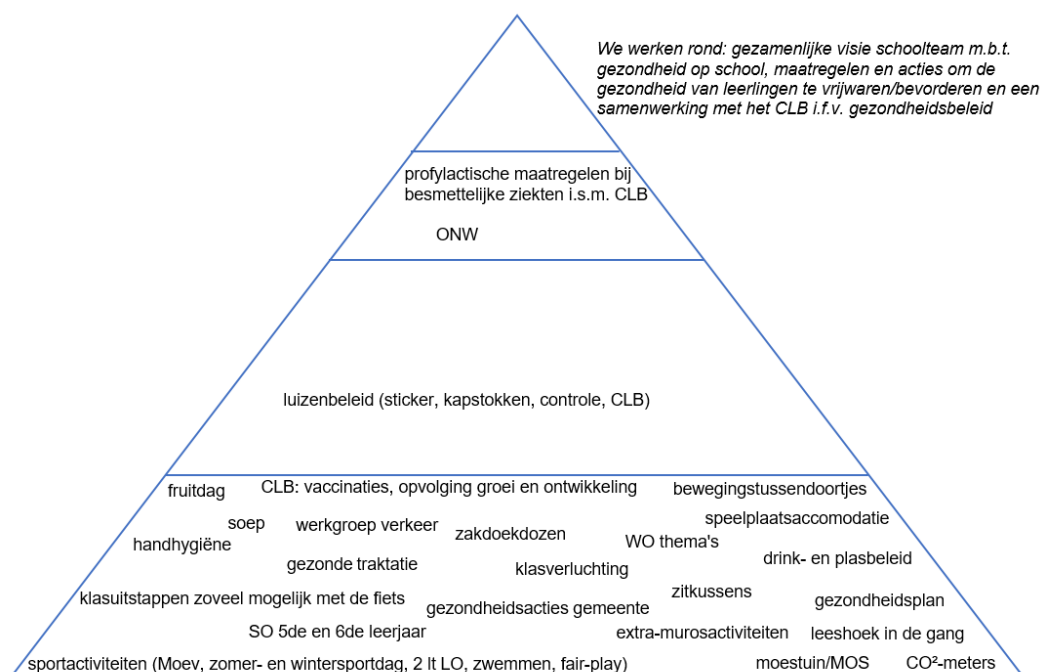 We werken rond: gezamenlijke visie schoolteam m.b.t.
gezondheid op school, maatregelen en acties om de
gezondheid van leerlingen te vrijwaren/bevorderen en een
samenwerking met het CLB i.f.v. gezondheidsbeleid
profylactische maatregelen bij
besmettelijke ziekten i.s.m. CLB
ONW
luizenbeleid (sticker, kapstokken, controle, CLB)
fruitdag
CLB: vaccinaties, opvolging groei en ontwikkeling
bewegingstussendoortjes
soep
werkgroep verkeer
zakdoekdozen
speelplaatsaccomodatie
handhygiëne
WO thema's
gezonde traktatie
klasverluchting
drink- en plasbeleid
klasuitstappen zoveel mogelijk met de fiets
gezondheidsacties gemeente
zitkussens
gezondheidsplan
SO 5de en 6de leerjaar
extra-murosactiviteiten
leeshoek in de gang
sportactiviteiten (Moev, zomer- en wintersportdag, 2 lt LO, zwemmen, fair-play)
moestuin/MOS
CO²-meters